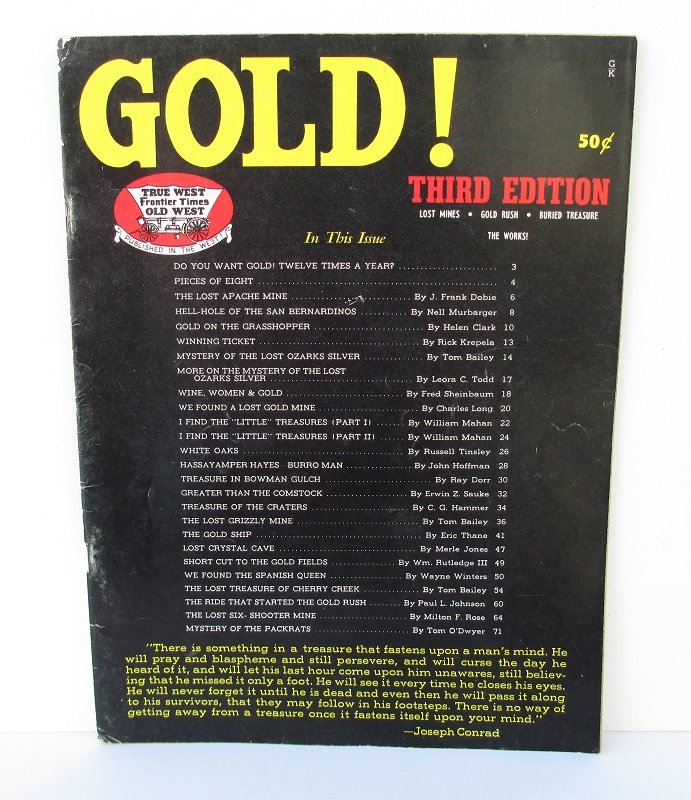 GOLD!
G
K
50¢
TRUE WEST
Frontier Times
OLD WEST
PUBLISHED IN THE WEST!
THIRD EDITION
LOST MINES • GOLD RUSH • BURIED TREASURE
THE WORKS!
In This Issue
DO YOU WANT GOLD! TWELVE TIMES A YEAR? 3
PIECES OF EIGHT 4
THE LOST APACHE MINE By J. Frank Dobie 6
HELL-HOLE OF THE SAN BERNARDINOS By Nell Murbarger 8
GOLD ON THE GRASSHOPPER By Helen Clark 10
WINNING TICKET By Rick Krepela 13
MYSTERY OF THE LOST OZARKS SILVER By Tom Bailey 14
MORE ON THE MYSTERY OF THE LOST
OZARKS SILVER By Leora C. Todd 17
WINE, WOMEN & GOLD By Fred Sheinbaum 18
WE FOUND A LOST GOLD MINE By Charles Long 20
I FIND THE "LITTLE" TREASURES (PART I) By William Mahan 22
I FIND THE "LITTLE" TREASURES (PART II) By William Mahan 24
WHITE OAKS By Russell Tinsley 26
HASSAYAMPER HAYES—BURRO MAN By John Hoffman 28
TREASURE IN BOWMAN GULCH By Ray Dorr 30
GREATER THAN THE COMSTOCK By Erwin Z. Sauke 32
TREASURE OF THE CRATERS By C. G. Hammer 34
THE LOST GRIZZLY MINE By Tom Bailey 36
THE GOLD SHIP By Eric Thane 41
LOST CRYSTAL CAVE By Merle Jones 47
SHORT CUT TO THE GOLD FIELDS By Wm. Rutledge III 49
WE FOUND THE SPANISH QUEEN By Wayne Winters 50
THE LOST TREASURE OF CHERRY CREEK By Tom Bailey 54
THE RIDE THAT STARTED THE GOLD RUSH By Paul L. Johnson 60
THE LOST SIX-SHOOTER MINE By Milton F. Rose 64
MYSTERY OF THE PACKRATS By Tom O'Dwyer 71
"There is something in a treasure that fastens upon a man's mind. He
will pray and blaspheme and still persevere, and will curse the day he
heard of it, and will let his last hour come upon him unawares, still believ-
ing that he missed it only a foot. He will see it every time he closes his eyes.
He will never forget it until he is dead and even then he will pass it along
to his survivors, that they may follow in his footsteps. There is no way of
getting away from a treasure once it fastens itself upon your mind."
—Joseph Conrad